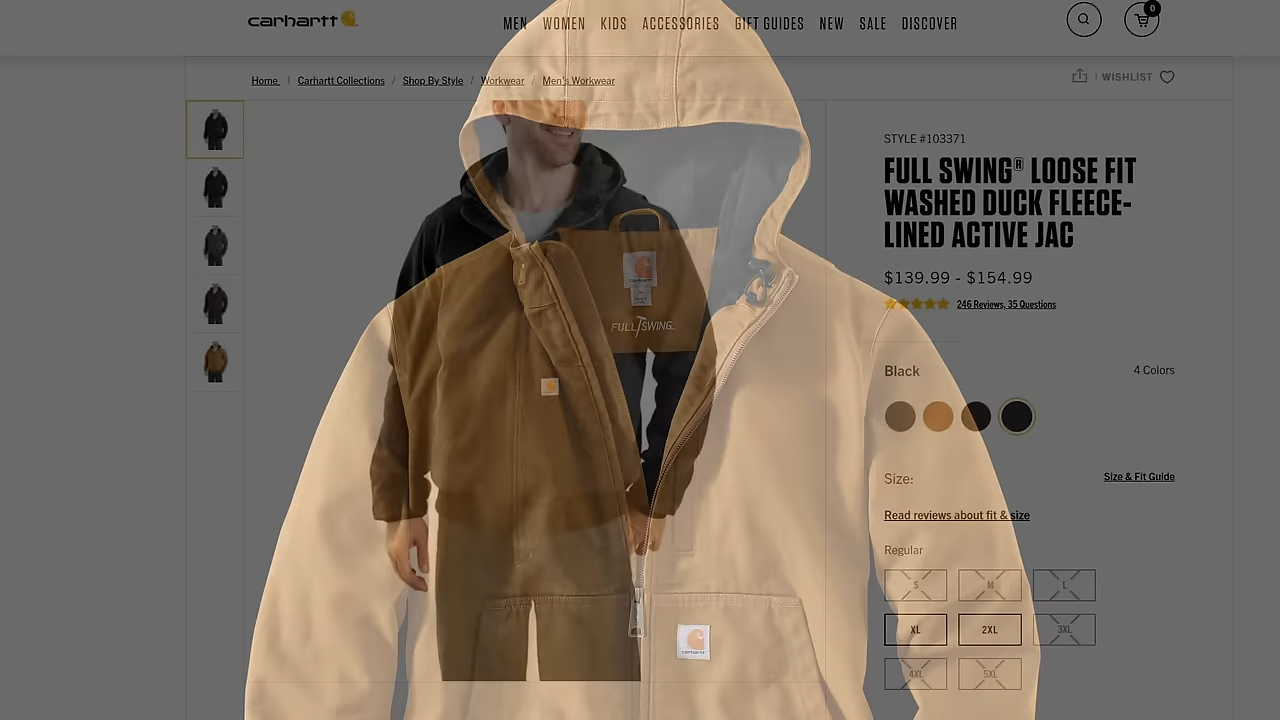 carhartt
MEN WOMEN KIDS ACCESSORIES GIFT GUIDES NEW SALE DISCOVER
0
Home | Carhartt Collections / Shop By Style / Workwear / Men's Workwear
WISHLIST
STYLE #103371
FULL SWING® LOOSE FIT
WASHED DUCK FLEECE-
LINED ACTIVE JAC
$139.99 - $154.99
246 Reviews, 35 Questions
carhartt
FULL SWING
Black
4 Colors
Size:
Size & Fit Guide
Read reviews about fit & size
Regular
S M L
XL 2XL 3XL
4XL 5XL
carhartt